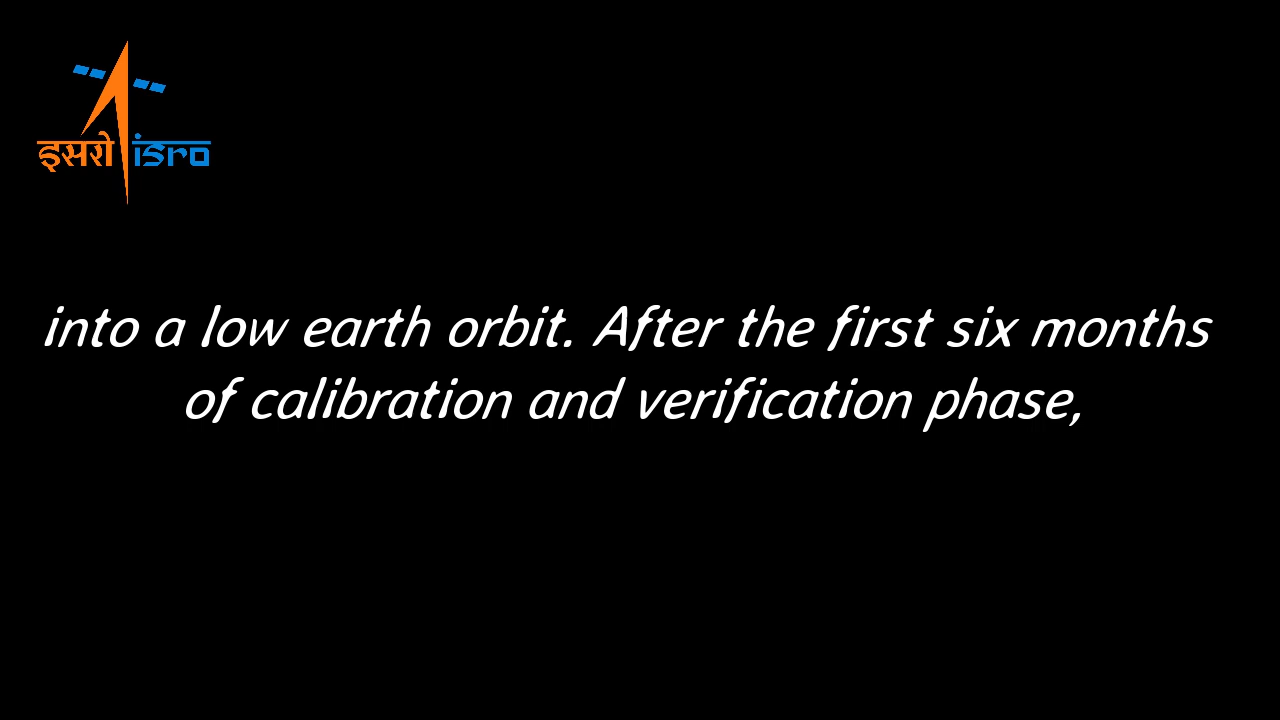 इसरो isro
into a low earth orbit. After the first six months
of calibration and verification phase,